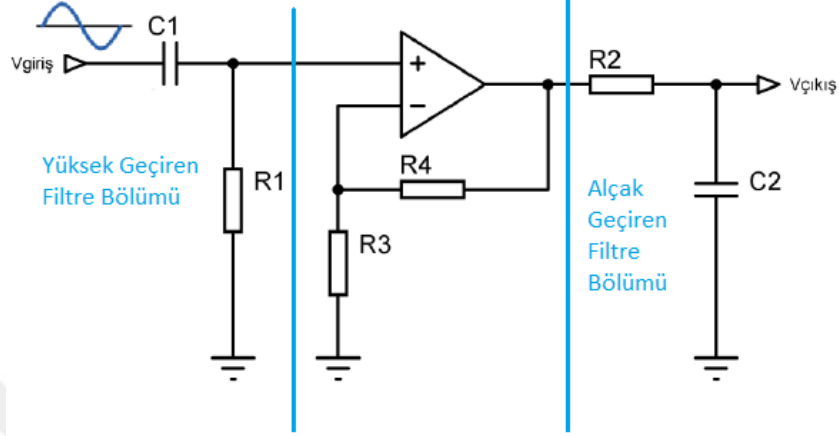 C1
Vgiriş
R1
Yüksek Geçiren
Filtre Bölümü
+
−
R4
R3
R2
Vçıkış
C2
Alçak
Geçiren
Filtre
Bölümü